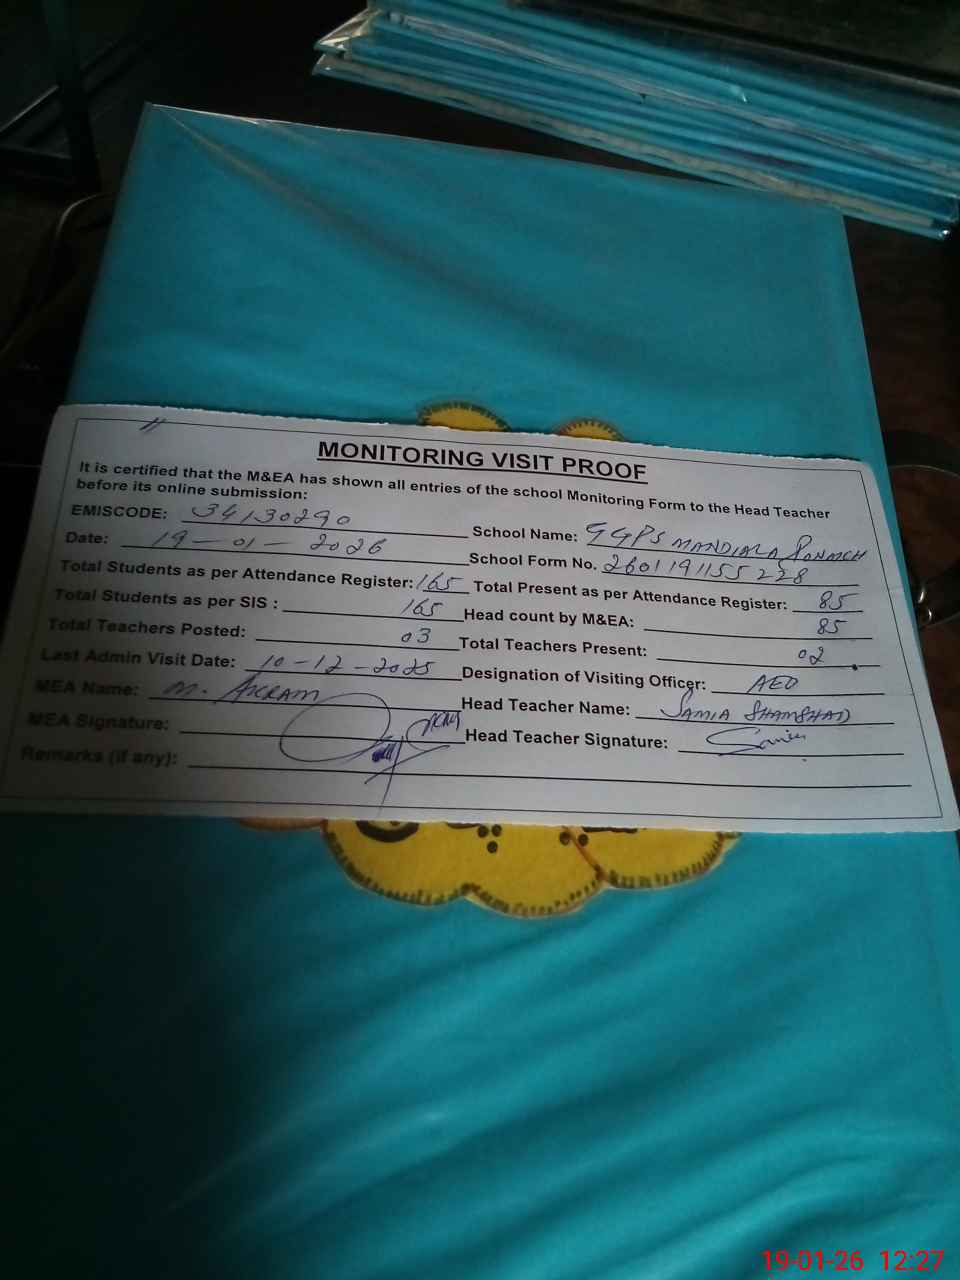 MONITORING VISIT PROOF
It is certified that the M&EA has shown all entries of the school Monitoring Form to the Head Teacher
before its online submission:
EMISCODE: 34130290 School Name: GGPS MANDIALA
Date: 19-01-2026 School Form No. 2601191155228
Total Students as per Attendance Register: 165 Total Present as per Attendance Register: 85
Total Students as per SIS : 165 Head count by M&EA: 85
Total Teachers Posted: 03 Total Teachers Present: 02
Last Admin Visit Date: 10-12-2025 Designation of Visiting Officer: AEO
MEA Name: M. AKRAM Head Teacher Name: SAMIA SHAMSHAD
MEA Signature: Head Teacher Signature:
Remarks (if any):
19-01-26 12:27